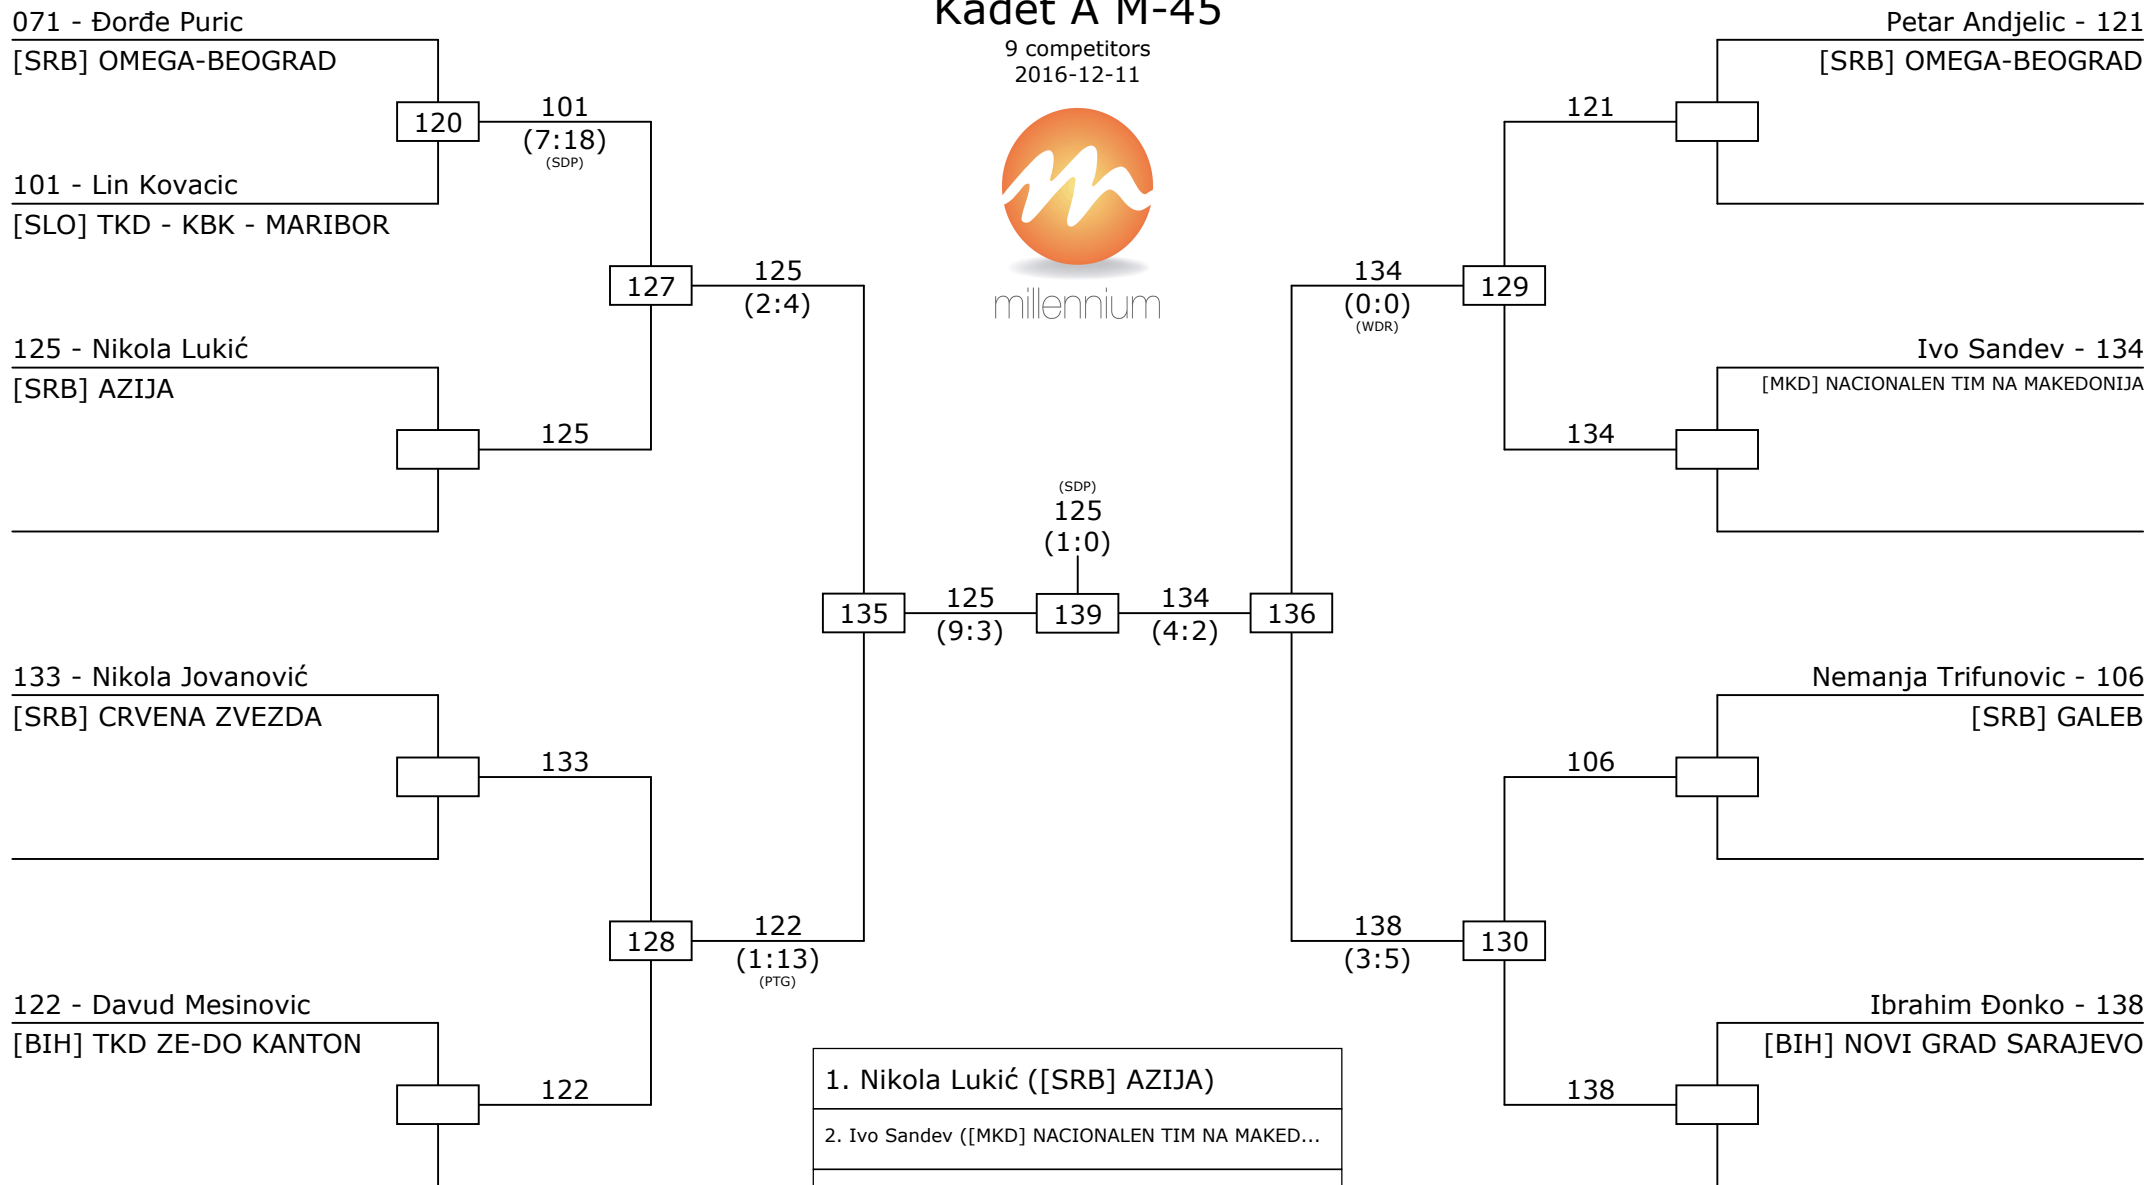 Kadet A M-45
9 competitors
2016-12-11
millennium
071 - Đorđe Puric
[SRB] OMEGA-BEOGRAD
120
101
(7:18)
(SDP)
101 - Lin Kovacic
[SLO] TKD - KBK - MARIBOR
127
125
(2:4)
125 - Nikola Lukić
[SRB] AZIJA
125
133 - Nikola Jovanović
[SRB] CRVENA ZVEZDA
133
128
122
(1:13)
(PTG)
122 - Davud Mesinovic
[BIH] TKD ZE-DO KANTON
122
135
125
(9:3)
(SDP)
125
(1:0)
139
134
(4:2)
136
Petar Andjelic - 121
[SRB] OMEGA-BEOGRAD
121
134
(0:0)
(WDR)
129
Ivo Sandev - 134
[MKD] NACIONALEN TIM NA MAKEDONIJA
134
Nemanja Trifunovic - 106
[SRB] GALEB
106
138
(3:5)
130
Ibrahim Đonko - 138
[BIH] NOVI GRAD SARAJEVO
138
1. Nikola Lukić ([SRB] AZIJA)
2. Ivo Sandev ([MKD] NACIONALEN TIM NA MAKED...